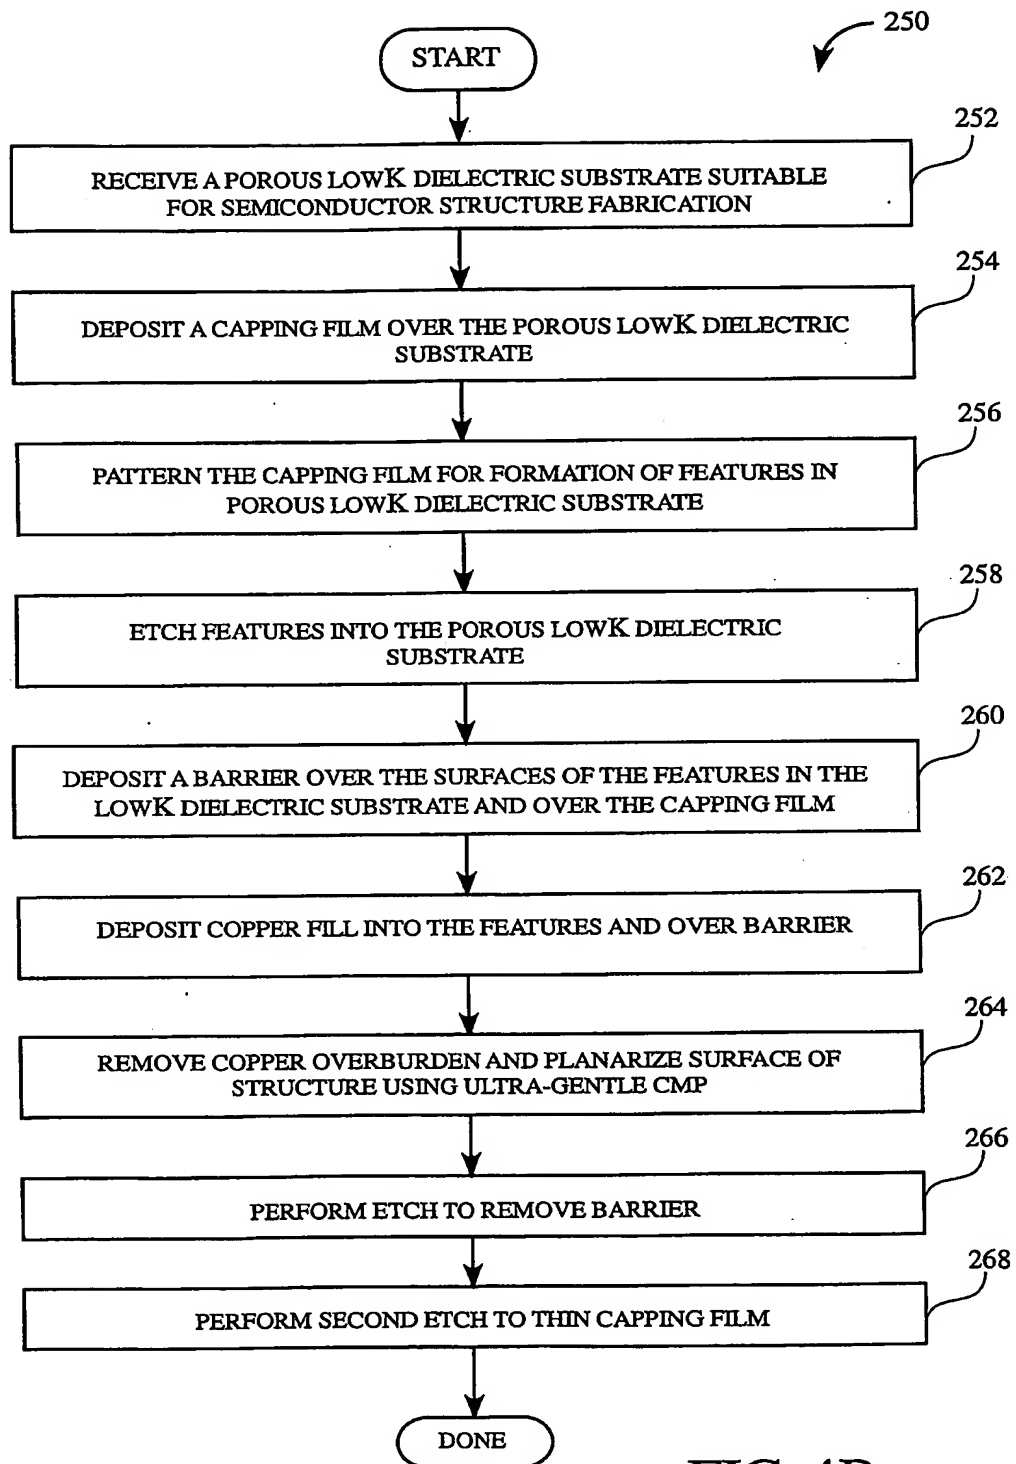 250
START
252
RECEIVE A POROUS LOWK DIELECTRIC SUBSTRATE SUITABLE
FOR SEMICONDUCTOR STRUCTURE FABRICATION
254
DEPOSIT A CAPPING FILM OVER THE POROUS LOWK DIELECTRIC
SUBSTRATE
256
PATTERN THE CAPPING FILM FOR FORMATION OF FEATURES IN
POROUS LOWK DIELECTRIC SUBSTRATE
258
ETCH FEATURES INTO THE POROUS LOWK DIELECTRIC
SUBSTRATE
260
DEPOSIT A BARRIER OVER THE SURFACES OF THE FEATURES IN THE
LOWK DIELECTRIC SUBSTRATE AND OVER THE CAPPING FILM
262
DEPOSIT COPPER FILL INTO THE FEATURES AND OVER BARRIER
264
REMOVE COPPER OVERBURDEN AND PLANARIZE SURFACE OF
STRUCTURE USING ULTRA-GENTLE CMP
266
PERFORM ETCH TO REMOVE BARRIER
268
PERFORM SECOND ETCH TO THIN CAPPING FILM
DONE